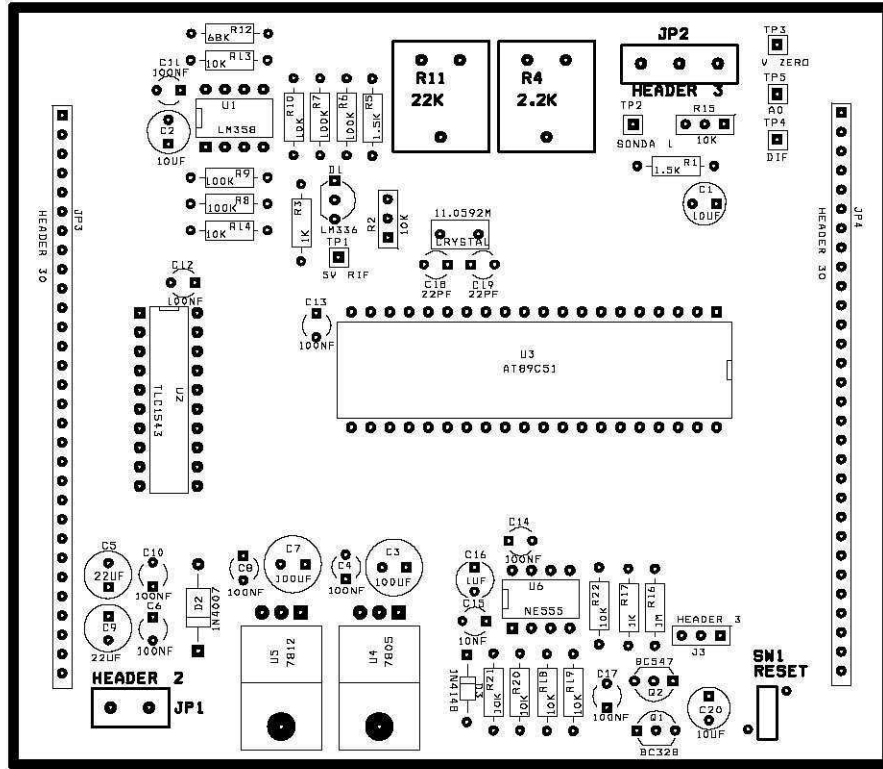 R12
68K
R13
10K
C11
100NF
U1
LM358
C2
10UF
R10
10K
R7
100K
R6
100K
R5
1.5K
R11
22K
R4
2.2K
JP2
HEADER 3
TP3
V ZERO
TP5
A0
TP4
DIF
TP2
SONDA L
R15
10K
R1
1.5K
C1
10UF
R9
100K
R8
100K
R14
10K
R3
1K
D1
LM336
TP1
5V RIF
R2
10K
11.0592M
CRYSTAL
C18
22PF
C19
22PF
JP3
HEADER 30
JP4
HEADER 30
C12
100NF
C13
100NF
U3
AT89C51
U2
TLC1543
C5
22UF
C10
100NF
C9
22UF
C6
100NF
D2
1N4007
C8
100NF
C7
100UF
C4
100NF
C3
100UF
C14
100NF
C16
1UF
C15
10NF
U6
NE555
R22
10K
R17
1K
R16
1M
HEADER 3
J3
HEADER 2
JP1
U5
7812
U4
7805
D3
1N4148
R21
10K
R20
10K
R18
10K
R19
10K
C17
100NF
BC547
Q2
Q1
BC328
C20
10UF
SW1
RESET